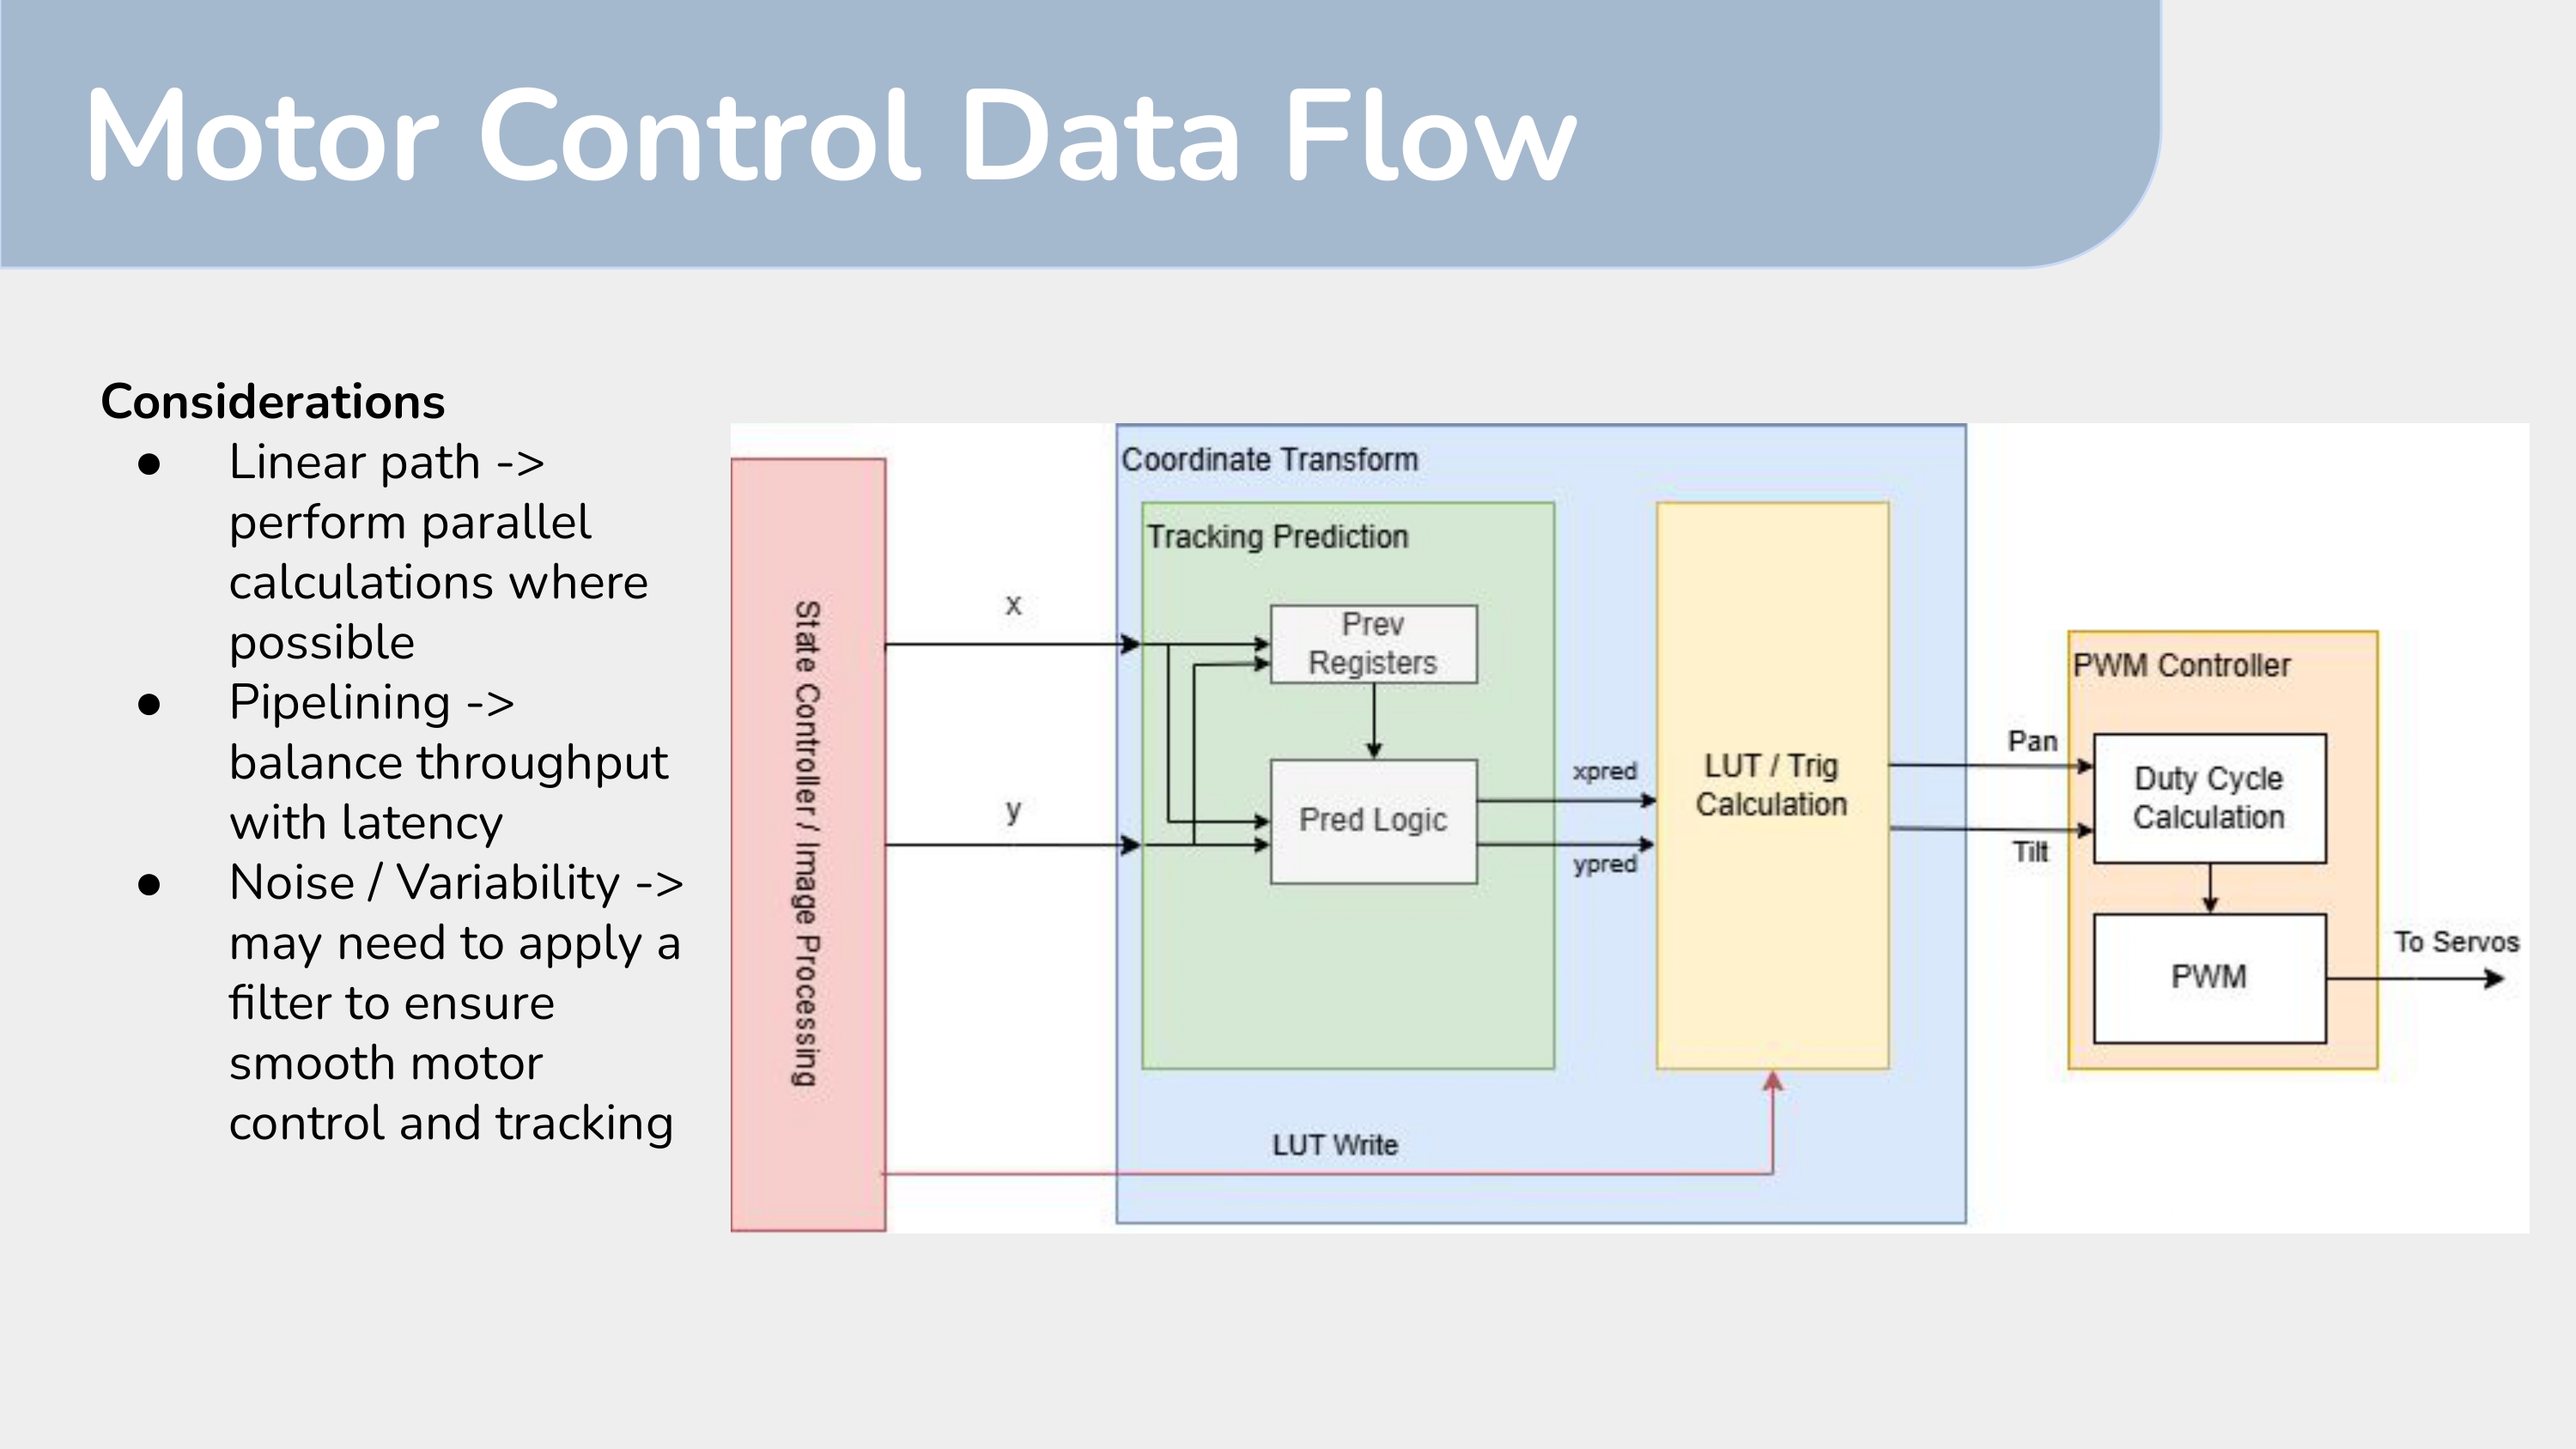 Motor Control Data Flow
Considerations
● Linear path ->
perform parallel
calculations where
possible
● Pipelining ->
balance throughput
with latency
● Noise / Variability ->
may need to apply a
filter to ensure
smooth motor
control and tracking
State Controller / Image Processing
x
y
Coordinate Transform
Tracking Prediction
Prev
Registers
Pred Logic
xpred
ypred
LUT / Trig
Calculation
LUT Write
Pan
Tilt
PWM Controller
Duty Cycle
Calculation
PWM
To Servos